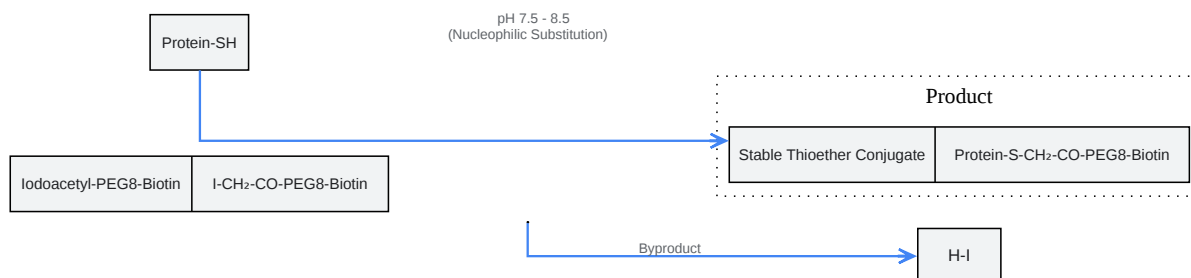 pH 7.5 - 8.5
(Nucleophilic Substitution)
Protein-SH
Product
Stable Thioether Conjugate
Protein-S-CH₂-CO-PEG8-Biotin
Iodoacetyl-PEG8-Biotin
I-CH₂-CO-PEG8-Biotin
Byproduct
H-I